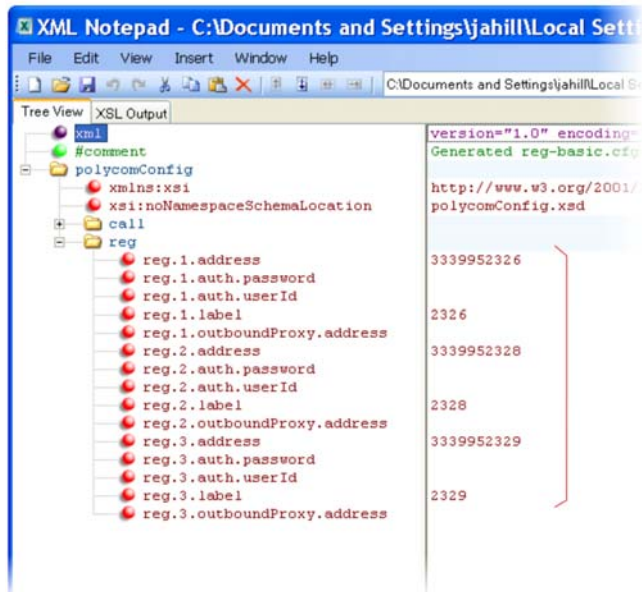 XML Notepad - C:\Documents and Settings\jahill\Local Setti
File Edit View Insert Window Help
C:\Documents and Settings\jahill\Local S
Tree View XSL Output
xml version="1.0" encoding=
#comment Generated reg-basic.cfg
polycomConfig
xmlns:xsi http://www.w3.org/2001/
xsi:noNamespaceSchemaLocation polycomConfig.xsd
call
reg
reg.1.address 3339952326
reg.1.auth.password
reg.1.auth.userId
reg.1.label 2326
reg.1.outboundProxy.address
reg.2.address 3339952328
reg.2.auth.password
reg.2.auth.userId
reg.2.label 2328
reg.2.outboundProxy.address
reg.3.address 3339952329
reg.3.auth.password
reg.3.auth.userId
reg.3.label 2329
reg.3.outboundProxy.address